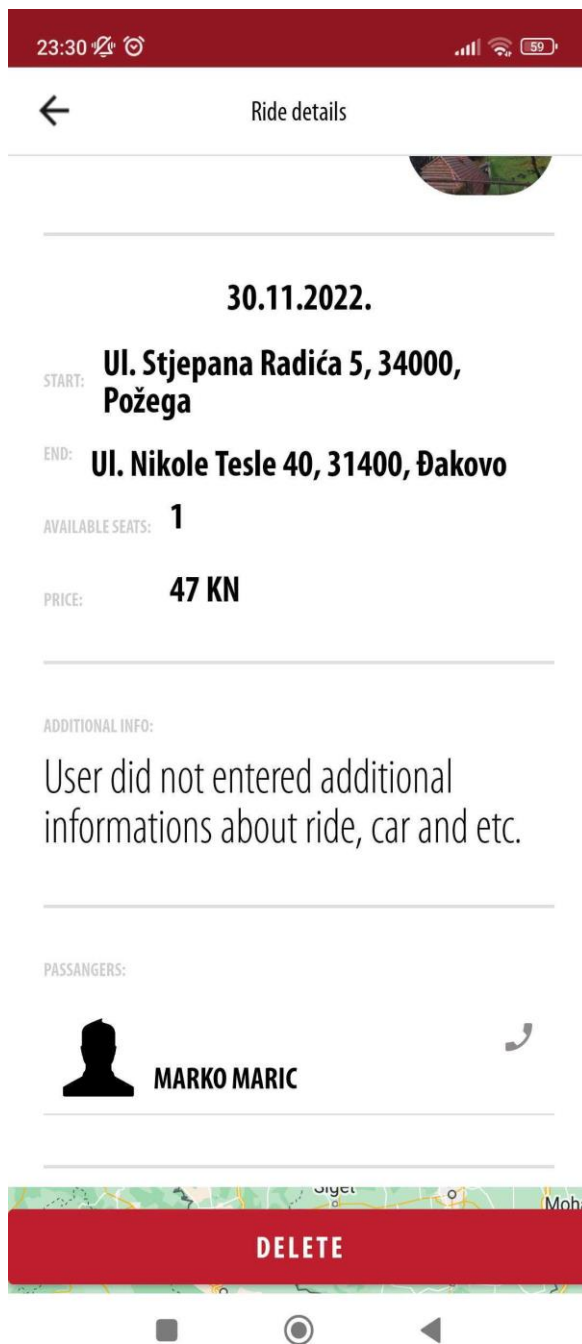 23:30
59
Ride details
30.11.2022.
START: Ul. Stjepana Radića 5, 34000,
Požega
END: Ul. Nikole Tesle 40, 31400, Đakovo
AVAILABLE SEATS: 1
PRICE: 47 KN
ADDITIONAL INFO:
User did not entered additional
informations about ride, car and etc.
PASSANGERS:
MARKO MARIC
Siget
Moha
DELETE